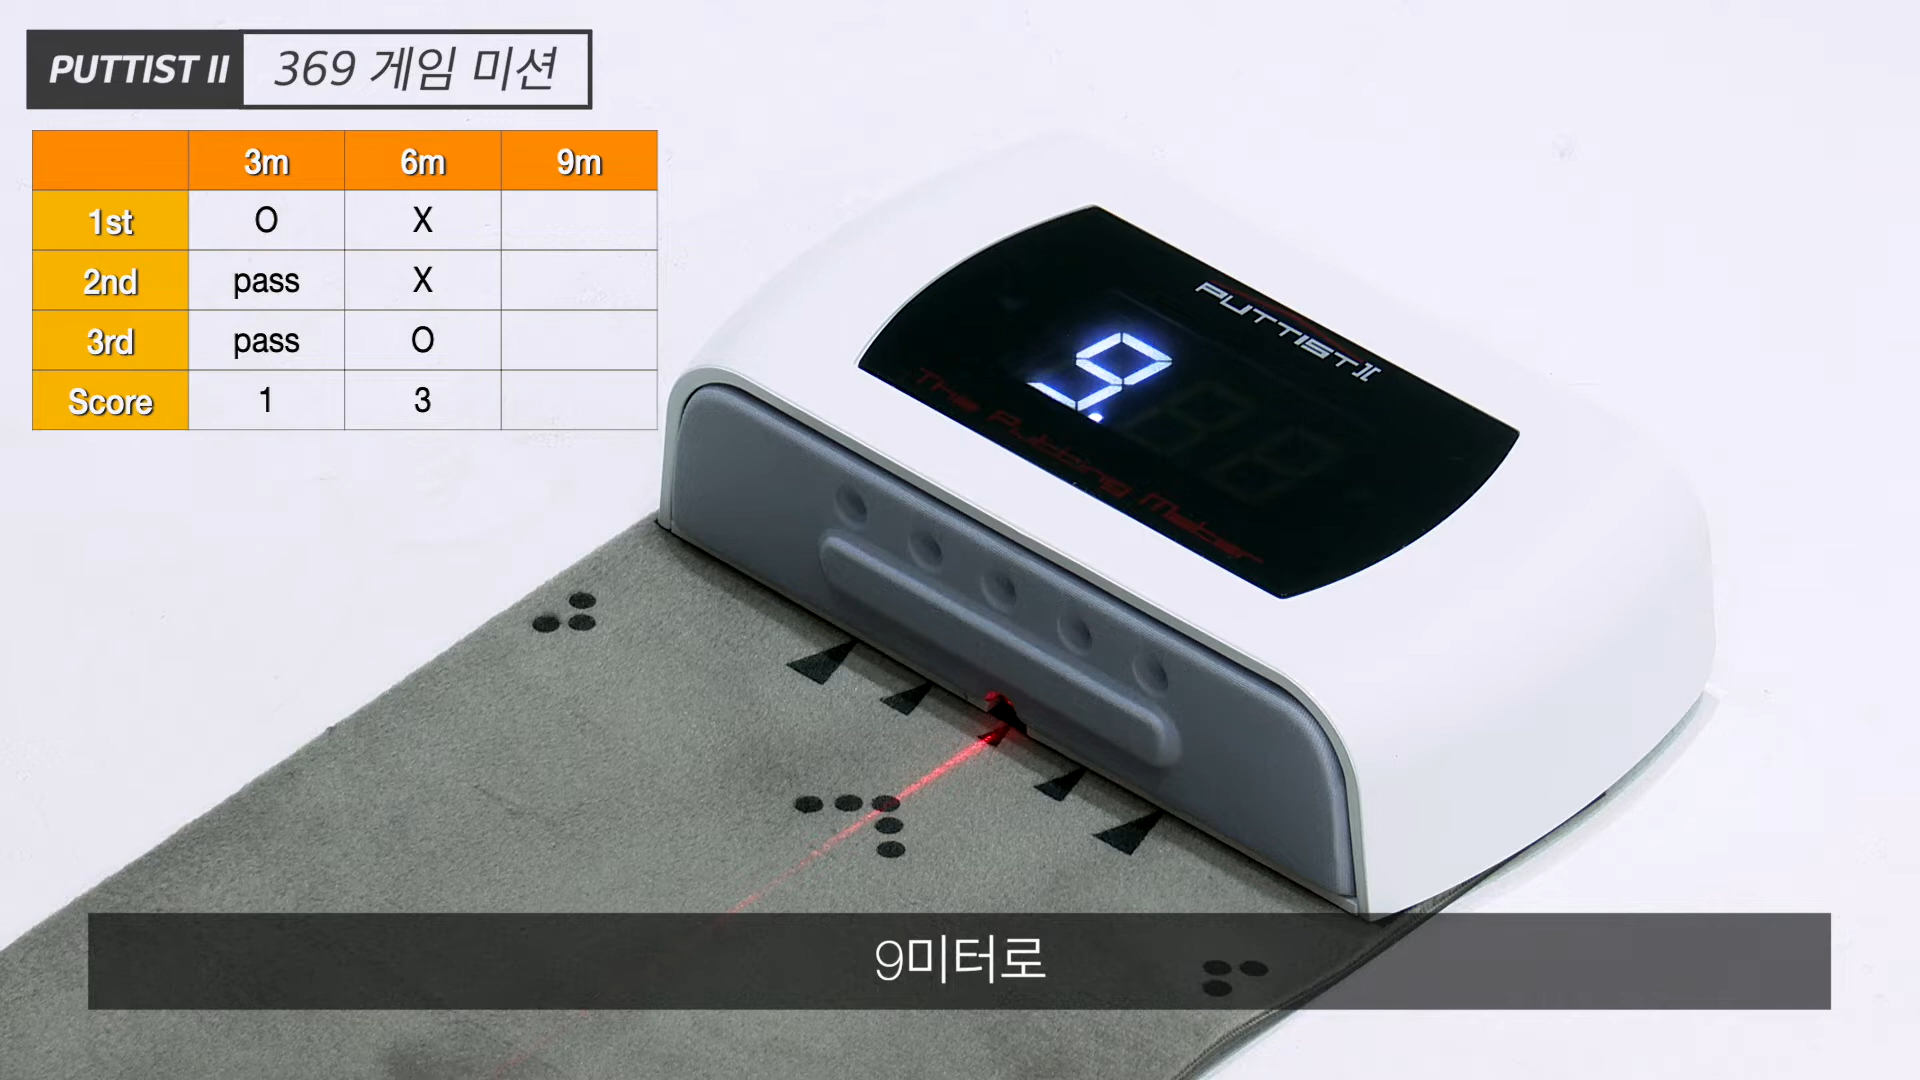 PUTTIST II 369 게임 미션
3m 6m 9m
1st O X
2nd pass X
3rd pass O
Score 1 3
PUTTIST II
9.
The Putting Meter
9미터로